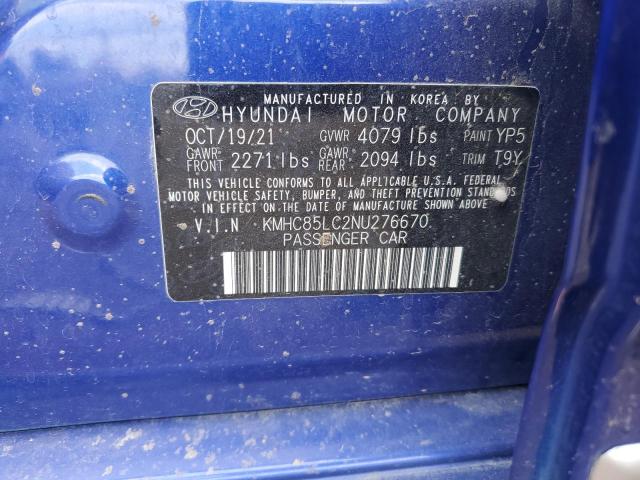 MANUFACTURED IN KOREA BY
HYUNDAI MOTOR COMPANY
OCT/19/21 GVWR 4079 lbs PAINT YP5
GAWR FRONT 2271 lbs GAWR REAR 2094 lbs TRIM T9Y
THIS VEHICLE CONFORMS TO ALL APPLICABLE U.S.A. FEDERAL
MOTOR VEHICLE SAFETY, BUMPER, AND THEFT PREVENTION STANDARDS
IN EFFECT ON THE DATE OF MANUFACTURE SHOWN ABOVE.
V.I.N KMHC85LC2NU276670
PASSENGER CAR